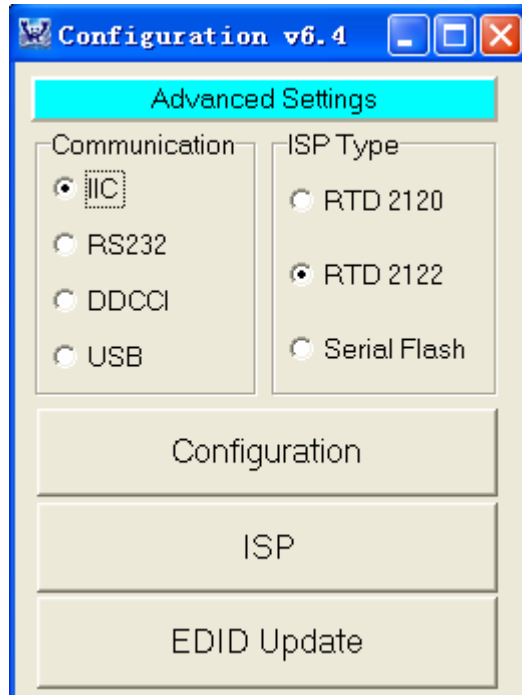 Configuration v6.4
Advanced Settings
Communication
IIC
RS232
DDCCI
USB
ISP Type
RTD 2120
RTD 2122
Serial Flash
Configuration
ISP
EDID Update